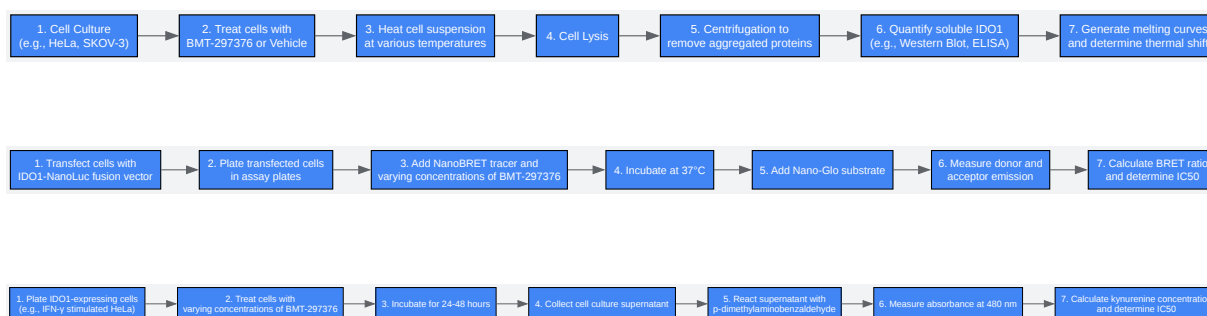 1. Cell Culture
(e.g., HeLa, SKOV-3)
2. Treat cells with
BMT-297376 or Vehicle
3. Heat cell suspension
at various temperatures
4. Cell Lysis
5. Centrifugation to
remove aggregated proteins
6. Quantify soluble IDO1
(e.g., Western Blot, ELISA)
7. Generate melting curves
and determine thermal shift
1. Transfect cells with
IDO1-NanoLuc fusion vector
2. Plate transfected cells
in assay plates
3. Add NanoBRET tracer and
varying concentrations of BMT-297376
4. Incubate at 37°C
5. Add Nano-Glo substrate
6. Measure donor and
acceptor emission
7. Calculate BRET ratio
and determine IC50
1. Plate IDO1-expressing cells
(e.g., IFN-γ stimulated HeLa)
2. Treat cells with
varying concentrations of BMT-297376
3. Incubate for 24-48 hours
4. Collect cell culture supernatant
5. React supernatant with
p-dimethylaminobenzaldehyde
6. Measure absorbance at 480 nm
7. Calculate kynurenine concentration
and determine IC50